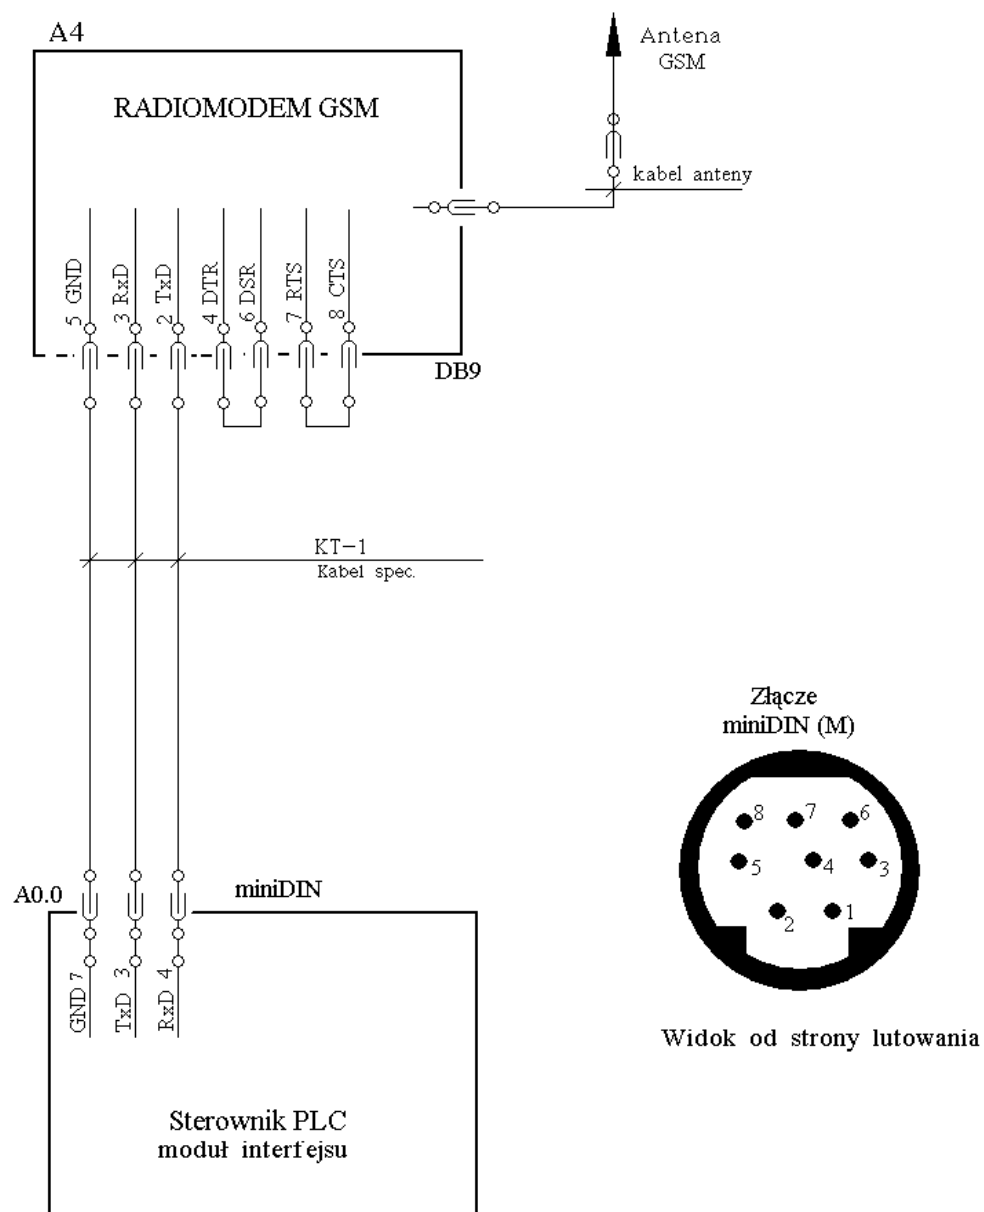 A4
Antena
GSM
RADIOMODEM GSM
kabel anteny
5 GND
3 RxD
2 TxD
4 DTR
6 DSR
7 RTS
8 CTS
DB9
KT-1
Kabel spec.
Złącze
miniDIN (M)
8 7 6
5 4 3
2 1
Widok od strony lutowania
A0.0
miniDIN
GND 7
TxD 3
RxD 4
Sterownik PLC
moduł interfejsu